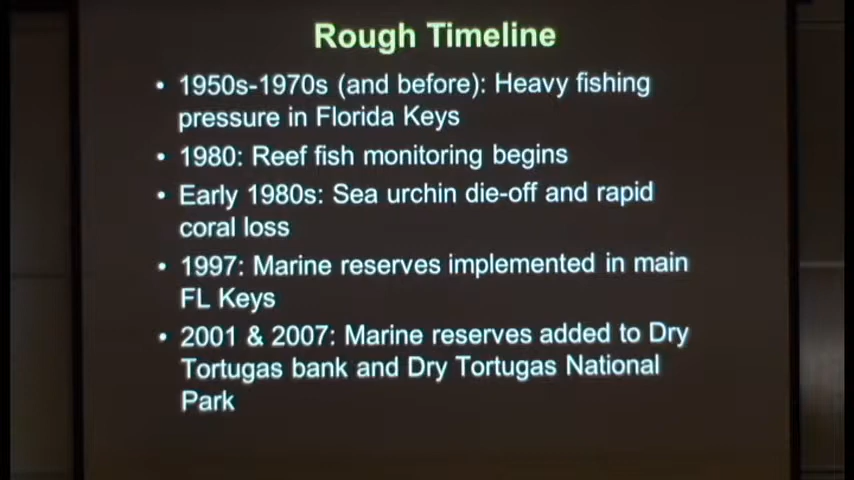 Rough Timeline
• 1950s-1970s (and before): Heavy fishing
pressure in Florida Keys
• 1980: Reef fish monitoring begins
• Early 1980s: Sea urchin die-off and rapid
coral loss
• 1997: Marine reserves implemented in main
FL Keys
• 2001 & 2007: Marine reserves added to Dry
Tortugas bank and Dry Tortugas National
Park